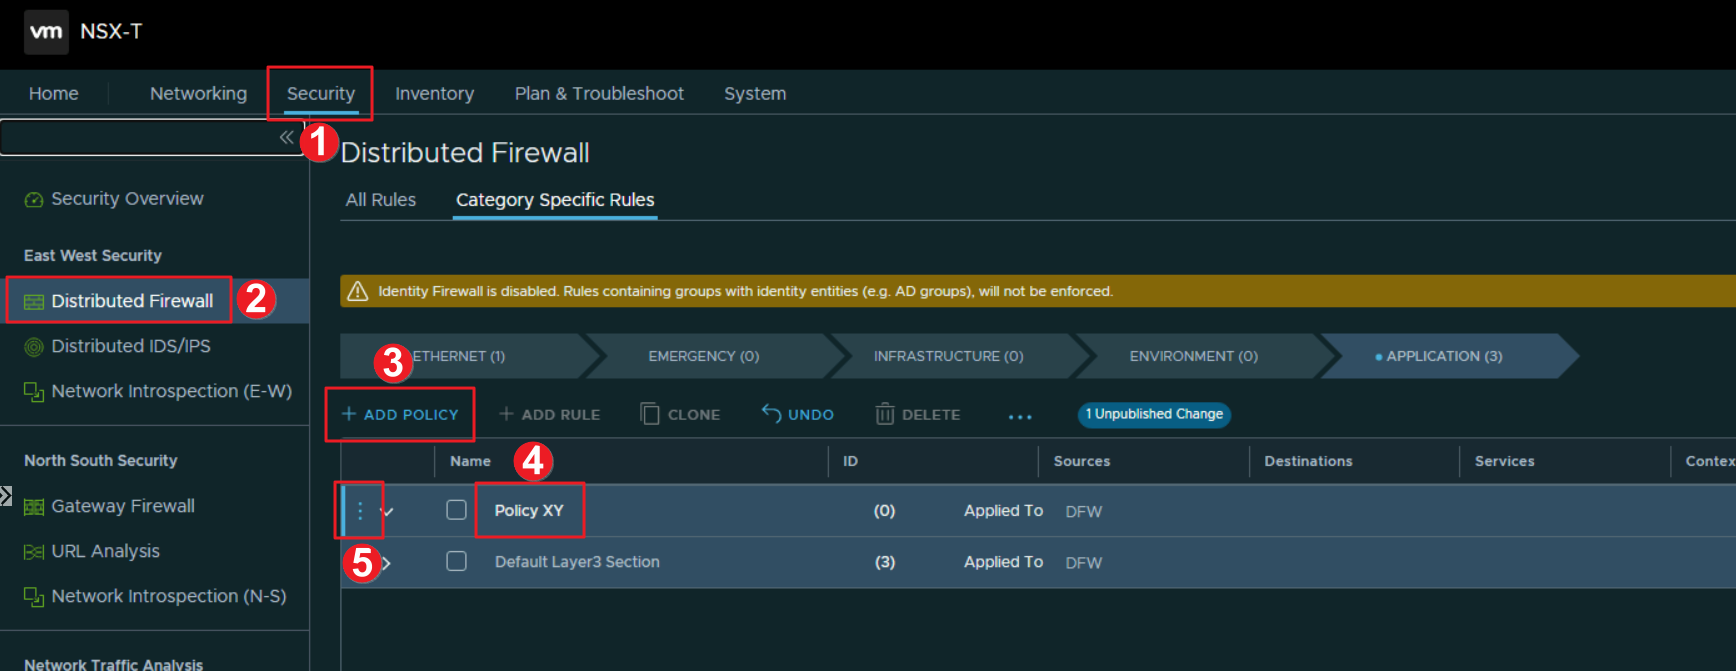 vm NSX-T
Home Networking Security Inventory Plan & Troubleshoot System
1
Distributed Firewall
All Rules Category Specific Rules
Security Overview
East West Security
Distributed Firewall 2
Distributed IDS/IPS
Network Introspection (E-W)
North South Security
Gateway Firewall
URL Analysis
Network Introspection (N-S)
Network Traffic Analysis
Identity Firewall is disabled. Rules containing groups with identity entities (e.g. AD groups), will not be enforced.
3 ETHERNET (1) EMERGENCY (0) INFRASTRUCTURE (0) ENVIRONMENT (0) APPLICATION (3)
+ ADD POLICY + ADD RULE CLONE UNDO DELETE ... 1 Unpublished Change
Name 4 ID Sources Destinations Services Contex
Policy XY (0) Applied To DFW
5 Default Layer3 Section (3) Applied To DFW